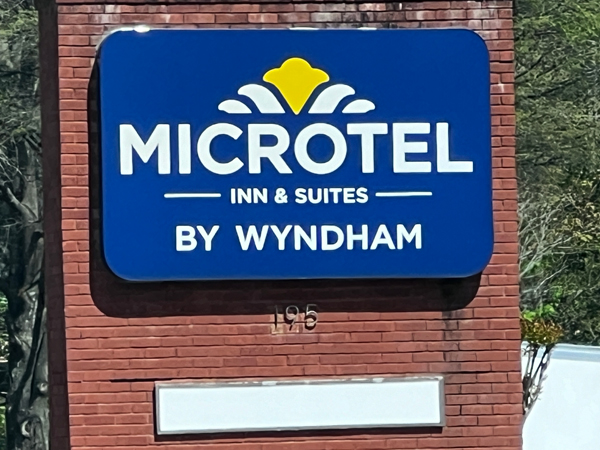 MICROTEL
INN & SUITES
BY WYNDHAM
195